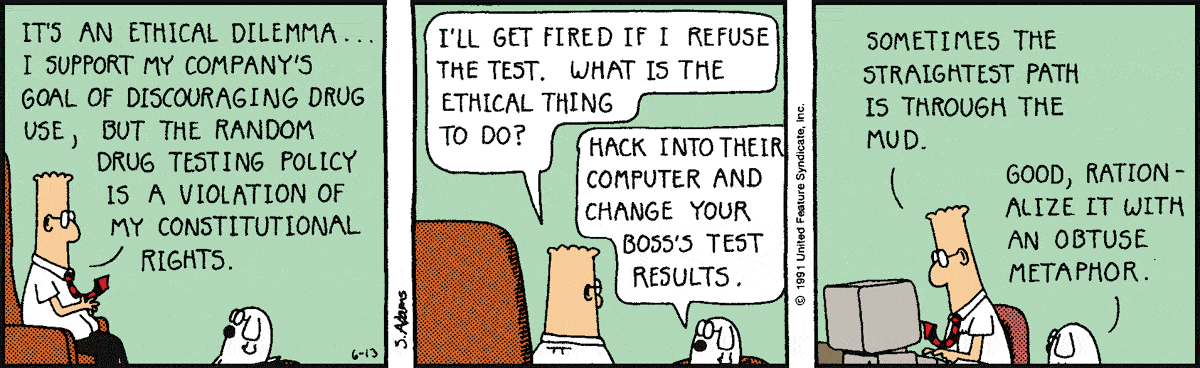 IT'S AN ETHICAL DILEMMA...
I SUPPORT MY COMPANY'S
GOAL OF DISCOURAGING DRUG
USE, BUT THE RANDOM
DRUG TESTING POLICY
IS A VIOLATION OF
MY CONSTITUTIONAL
RIGHTS.
6-13
I'LL GET FIRED IF I REFUSE
THE TEST. WHAT IS THE
ETHICAL THING
TO DO?
HACK INTO THEIR
COMPUTER AND
CHANGE YOUR
BOSS'S TEST
RESULTS.
S. Adams
© 1991 United Feature Syndicate, Inc.
SOMETIMES THE
STRAIGHTEST PATH
IS THROUGH THE
MUD.
GOOD, RATION-
ALIZE IT WITH
AN OBTUSE
METAPHOR.